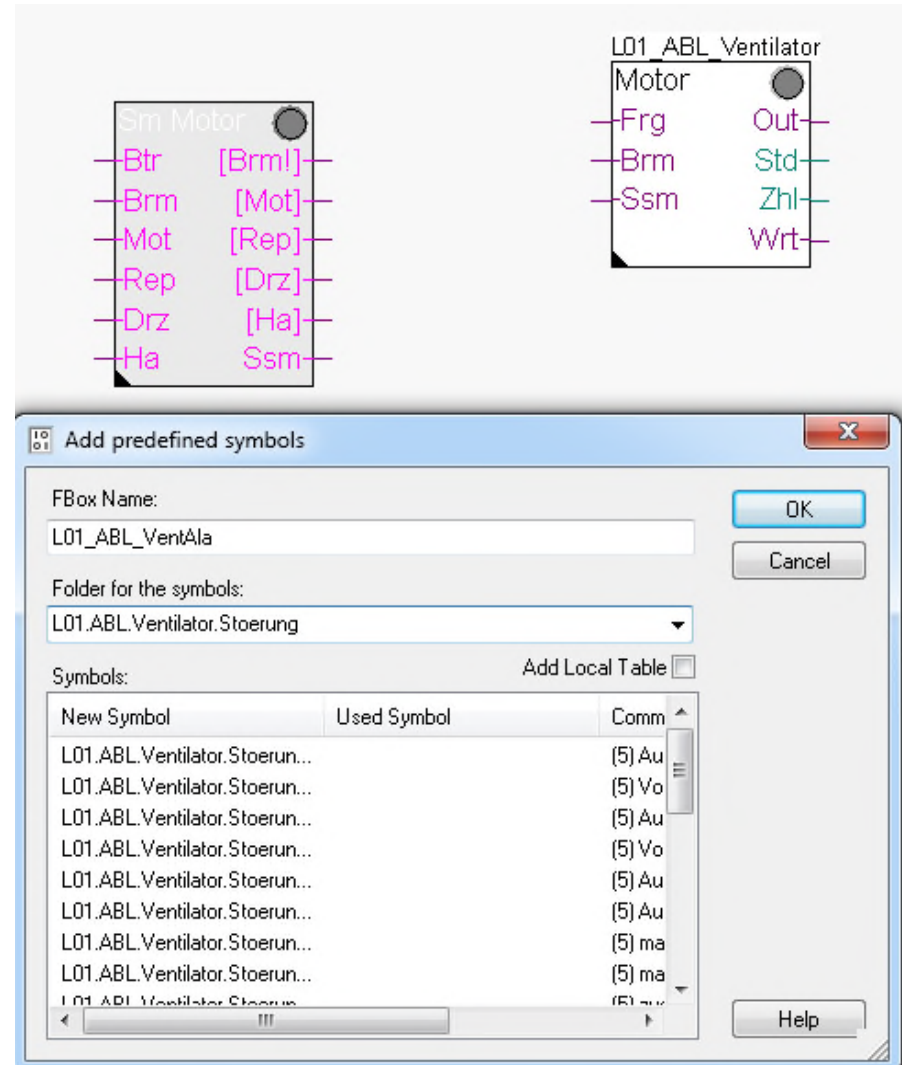 L01_ABL_Ventilator
Motor
Frg Out
Brm Std
Ssm Zhl
Wrt
Sm Motor
Btr [Brm!]
Brm [Mot]
Mot [Rep]
Rep [Drz]
Drz [Ha]
Ha Ssm
Add predefined symbols
FBox Name:
OK
L01_ABL_VentAla
Cancel
Folder for the symbols:
L01.ABL.Ventilator.Stoerung
Add Local Table
Symbols:
New Symbol Used Symbol Comm
L01.ABL.Ventilator.Stoerun... (5) Au
L01.ABL.Ventilator.Stoerun... (5) Vo
L01.ABL.Ventilator.Stoerun... (5) Au
L01.ABL.Ventilator.Stoerun... (5) Vo
L01.ABL.Ventilator.Stoerun... (5) Au
L01.ABL.Ventilator.Stoerun... (5) Au
L01.ABL.Ventilator.Stoerun... (5) ma
L01.ABL.Ventilator.Stoerun... (5) ma
L01.ABL.Ventilator.Stoerun (5)
Help